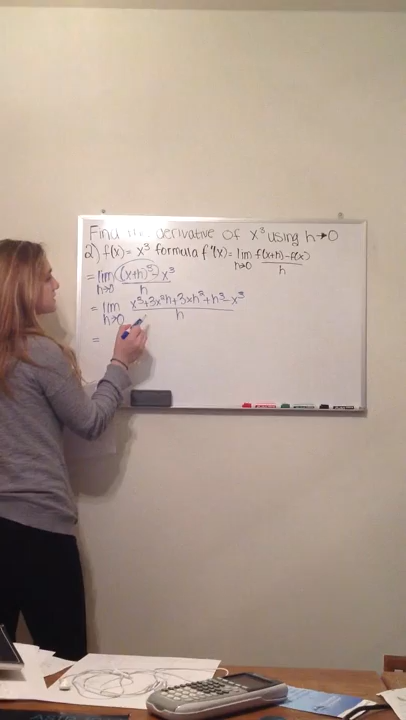 Find the derivative of x³ using h→0
2) f(x) = x³ formula f'(x) = lim h→0 f(x+h) - f(x) / h
= lim h→0 (x+h)³ - x³ / h
= lim h→0 x³+3x²h+3xh²+h³-x³ / h
=